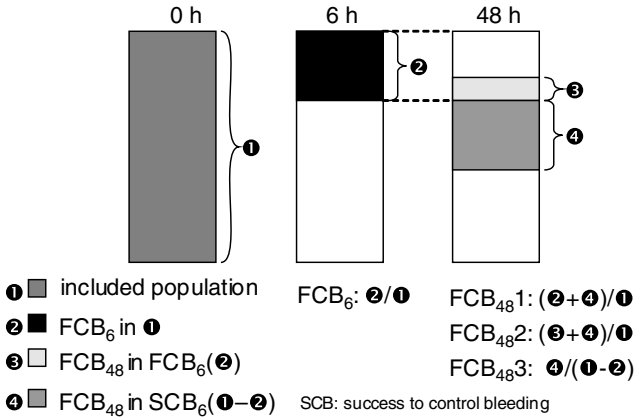 0 h 6 h 48 h
❷
❸
❹
❶
❶ included population
❷ FCB₆ in ❶
❸ FCB₄₈ in FCB₆(❷)
❹ FCB₄₈ in SCB₆(❶–❷)
FCB₆: ❷/❶
FCB₄₈1: (❷+❹)/❶
FCB₄₈2: (❸+❹)/❶
FCB₄₈3: ❹/(❶-❷)
SCB: success to control bleeding